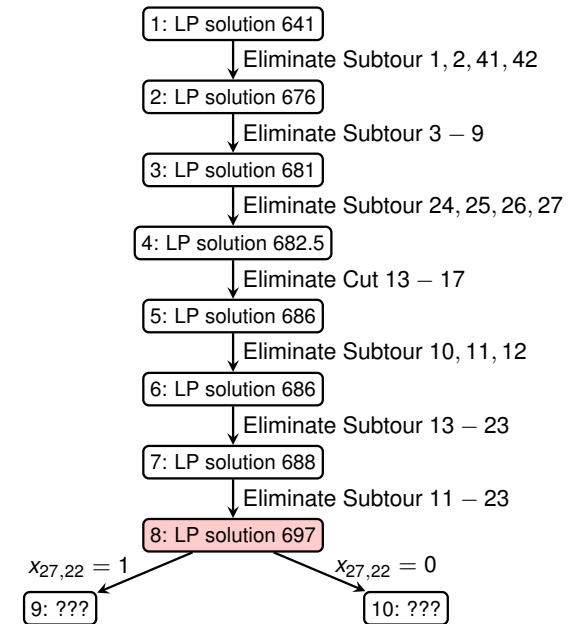 1: LP solution 641
Eliminate Subtour 1, 2, 41, 42
2: LP solution 676
Eliminate Subtour 3 − 9
3: LP solution 681
Eliminate Subtour 24, 25, 26, 27
4: LP solution 682.5
Eliminate Cut 13 − 17
5: LP solution 686
Eliminate Subtour 10, 11, 12
6: LP solution 686
Eliminate Subtour 13 − 23
7: LP solution 688
Eliminate Subtour 11 − 23
8: LP solution 697
x27,22 = 1 x27,22 = 0
9: ??? 10: ???